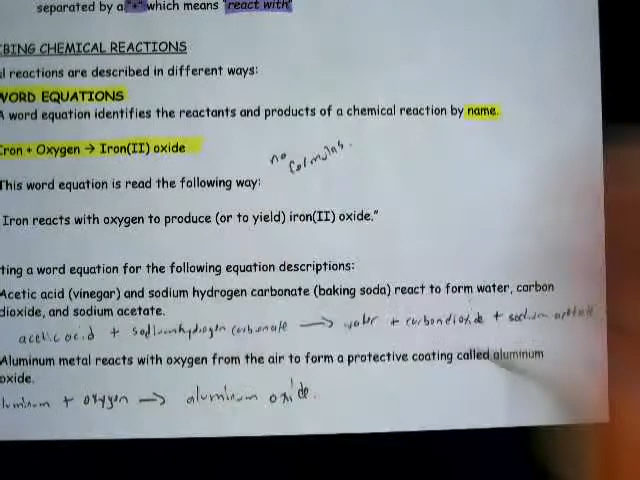 separated by a "+" which means "react with"
BING CHEMICAL REACTIONS
l reactions are described in different ways:
WORD EQUATIONS
A word equation identifies the reactants and products of a chemical reaction by name.
Iron + Oxygen → Iron(II) oxide
no formulas.
This word equation is read the following way:
Iron reacts with oxygen to produce (or to yield) iron(II) oxide."
ting a word equation for the following equation descriptions:
Acetic acid (vinegar) and sodium hydrogen carbonate (baking soda) react to form water, carbon
dioxide, and sodium acetate.
acetic acid + sodium hydrogen carbonate → water + carbon dioxide + sodium acetate
Aluminum metal reacts with oxygen from the air to form a protective coating called aluminum
oxide.
luminum + oxygen → aluminum oxide.